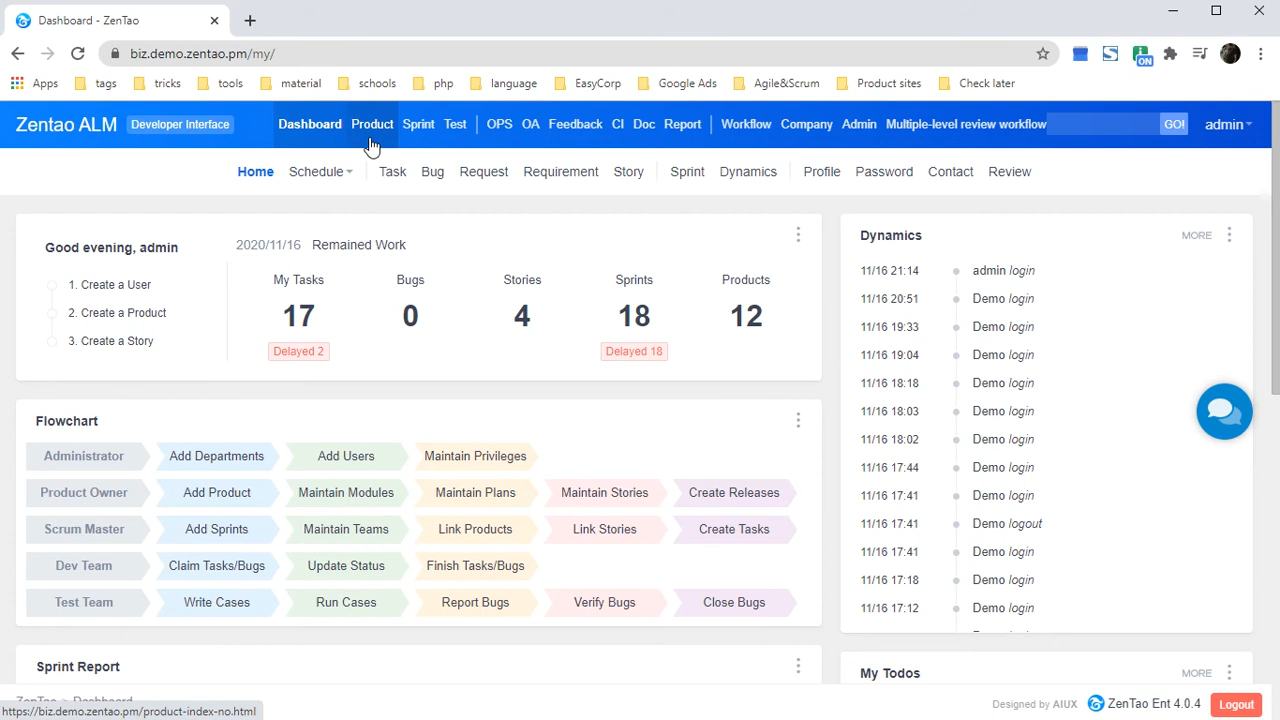 Dashboard - ZenTao
biz.demo.zentao.pm/my/
ON
Apps tags tricks tools material schools php language EasyCorp Google Ads Agile&Scrum Product sites Check later
Zentao ALM Developer Interface Dashboard Product Sprint Test OPS OA Feedback CI Doc Report Workflow Company Admin Multiple-level review workflow GO! admin
Home Schedule Task Bug Request Requirement Story Sprint Dynamics Profile Password Contact Review
Good evening, admin
1. Create a User
2. Create a Product
3. Create a Story
2020/11/16 Remained Work
My Tasks Bugs Stories Sprints Products
17 0 4 18 12
Delayed 2 Delayed 18
Dynamics MORE
11/16 21:14 admin login
11/16 20:51 Demo login
11/16 19:33 Demo login
11/16 19:04 Demo login
11/16 18:18 Demo login
11/16 18:03 Demo login
11/16 18:02 Demo login
11/16 17:44 Demo login
11/16 17:41 Demo login
11/16 17:41 Demo logout
11/16 17:41 Demo login
11/16 17:18 Demo login
11/16 17:12 Demo login
Flowchart
Administrator Add Departments Add Users Maintain Privileges
Product Owner Add Product Maintain Modules Maintain Plans Maintain Stories Create Releases
Scrum Master Add Sprints Maintain Teams Link Products Link Stories Create Tasks
Dev Team Claim Tasks/Bugs Update Status Finish Tasks/Bugs
Test Team Write Cases Run Cases Report Bugs Verify Bugs Close Bugs
Sprint Report
My Todos MORE
ZenTao > Dashboard
https://biz.demo.zentao.pm/product-index-no.html
Designed by AIUX ZenTao Ent 4.0.4 Logout